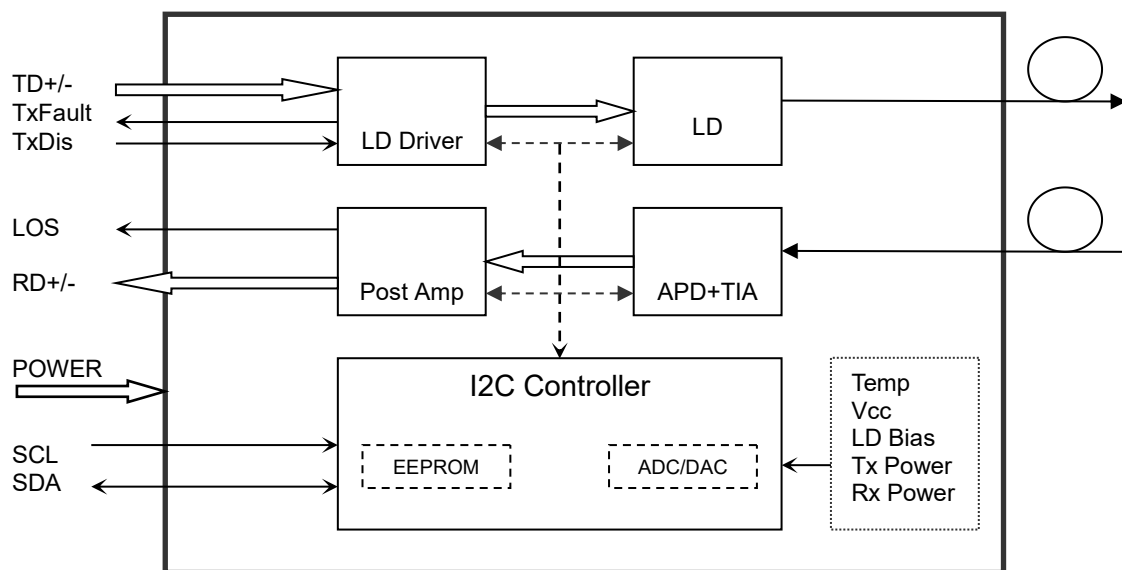 TD+/-
TxFault
TxDis
LD Driver
LD
LOS
RD+/-
Post Amp
APD+TIA
POWER
SCL
SDA
I2C Controller
EEPROM
ADC/DAC
Temp
Vcc
LD Bias
Tx Power
Rx Power